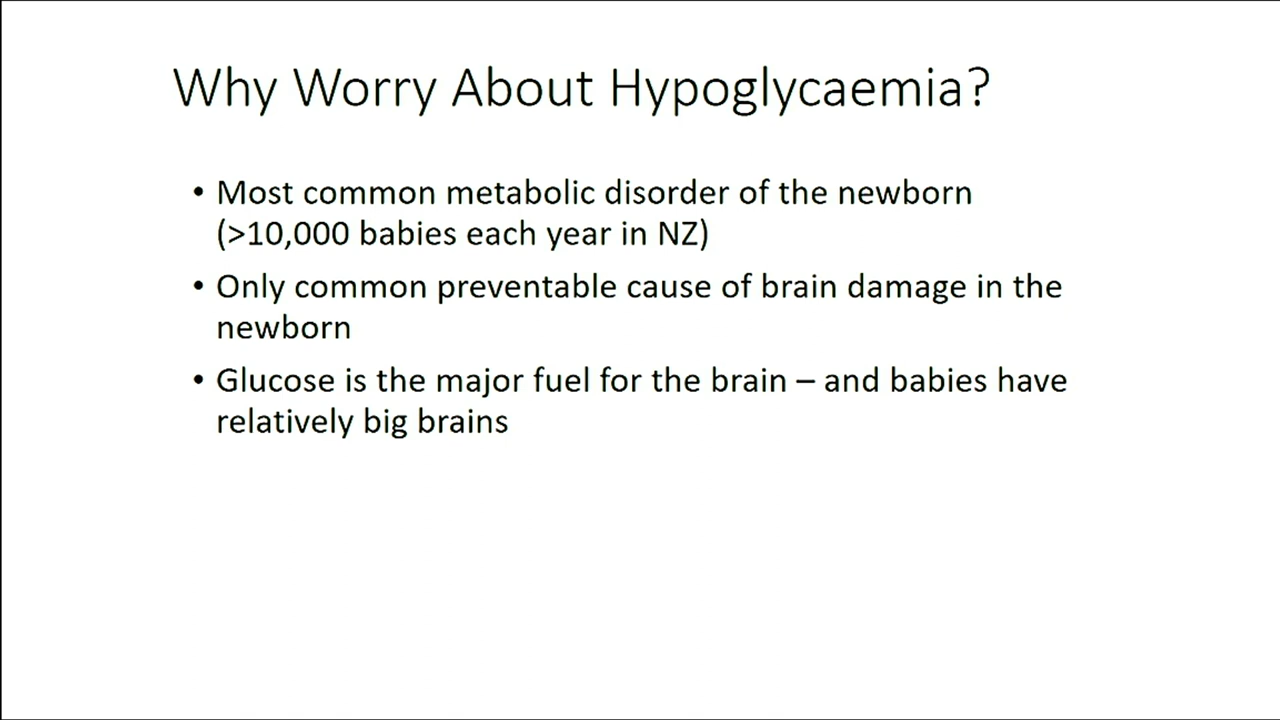 Why Worry About Hypoglycaemia?
• Most common metabolic disorder of the newborn
(>10,000 babies each year in NZ)
• Only common preventable cause of brain damage in the
newborn
• Glucose is the major fuel for the brain – and babies have
relatively big brains